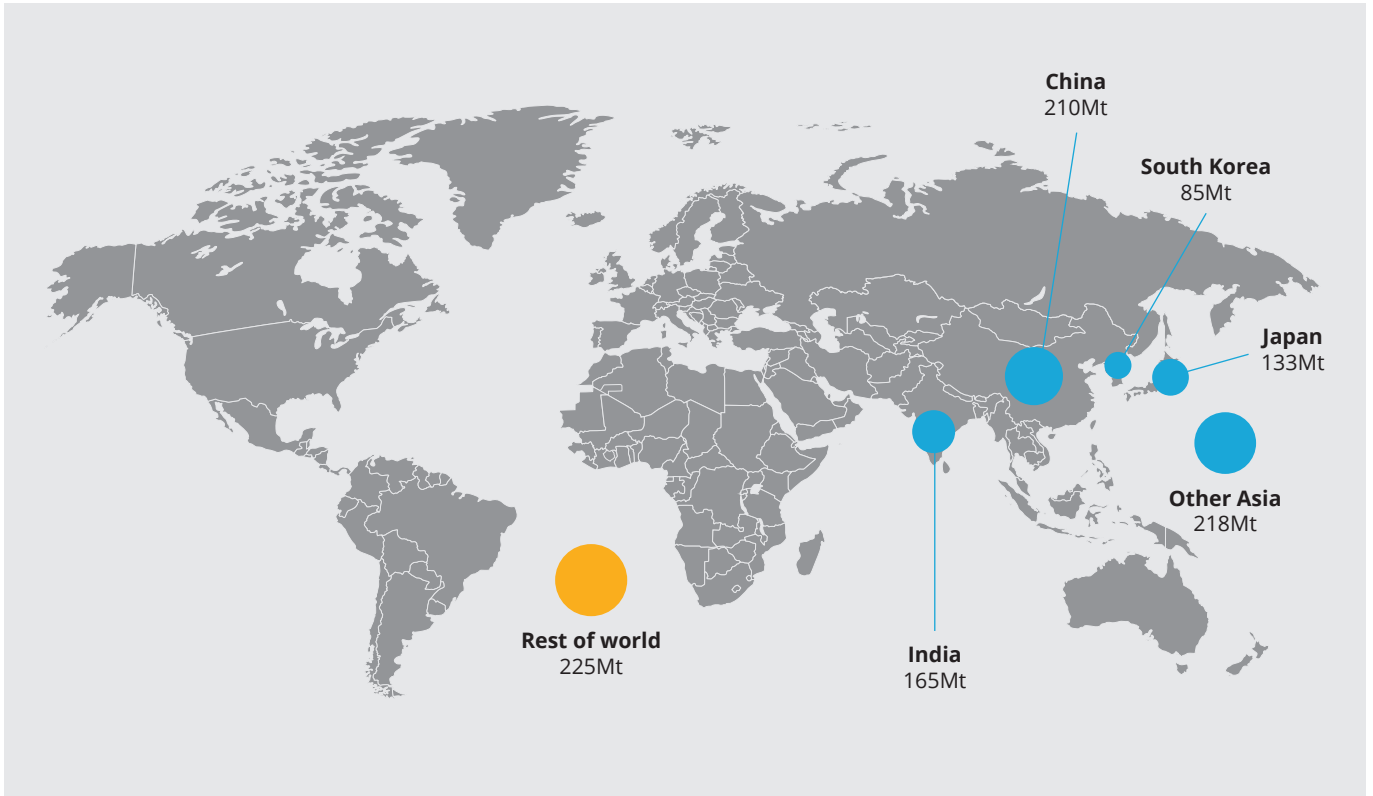 China
210Mt
South Korea
85Mt
Japan
133Mt
Other Asia
218Mt
Rest of world
225Mt
India
165Mt